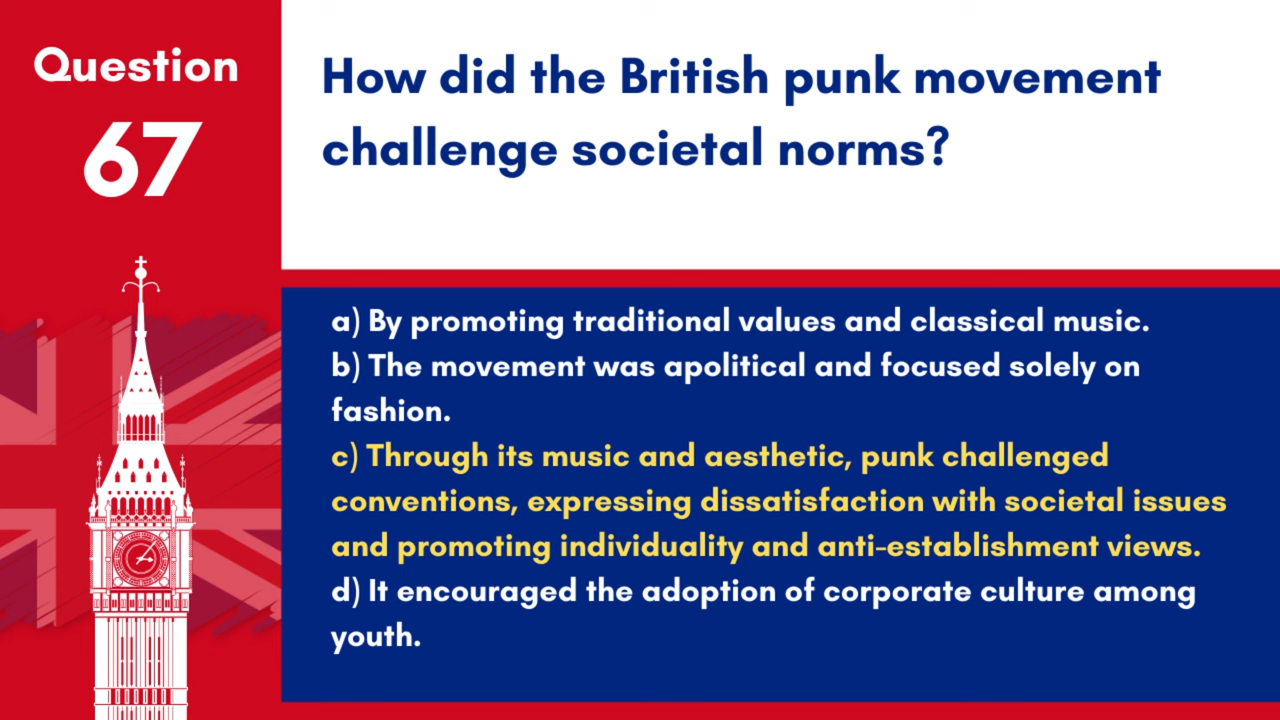 Question
67
How did the British punk movement
challenge societal norms?
a) By promoting traditional values and classical music.
b) The movement was apolitical and focused solely on
fashion.
c) Through its music and aesthetic, punk challenged
conventions, expressing dissatisfaction with societal issues
and promoting individuality and anti-establishment views.
d) It encouraged the adoption of corporate culture among
youth.